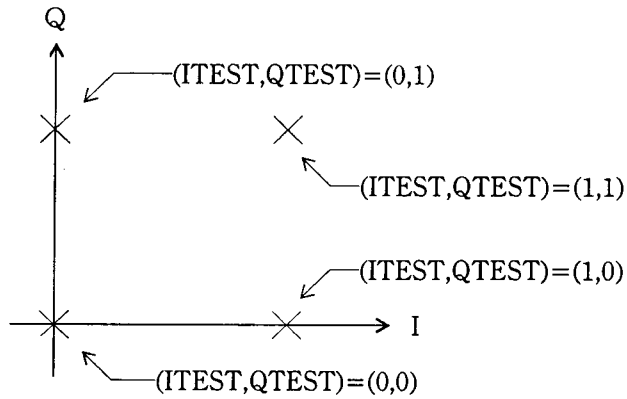 Q
(ITEST,QTEST)=(0,1)
(ITEST,QTEST)=(1,1)
(ITEST,QTEST)=(1,0)
I
(ITEST,QTEST)=(0,0)